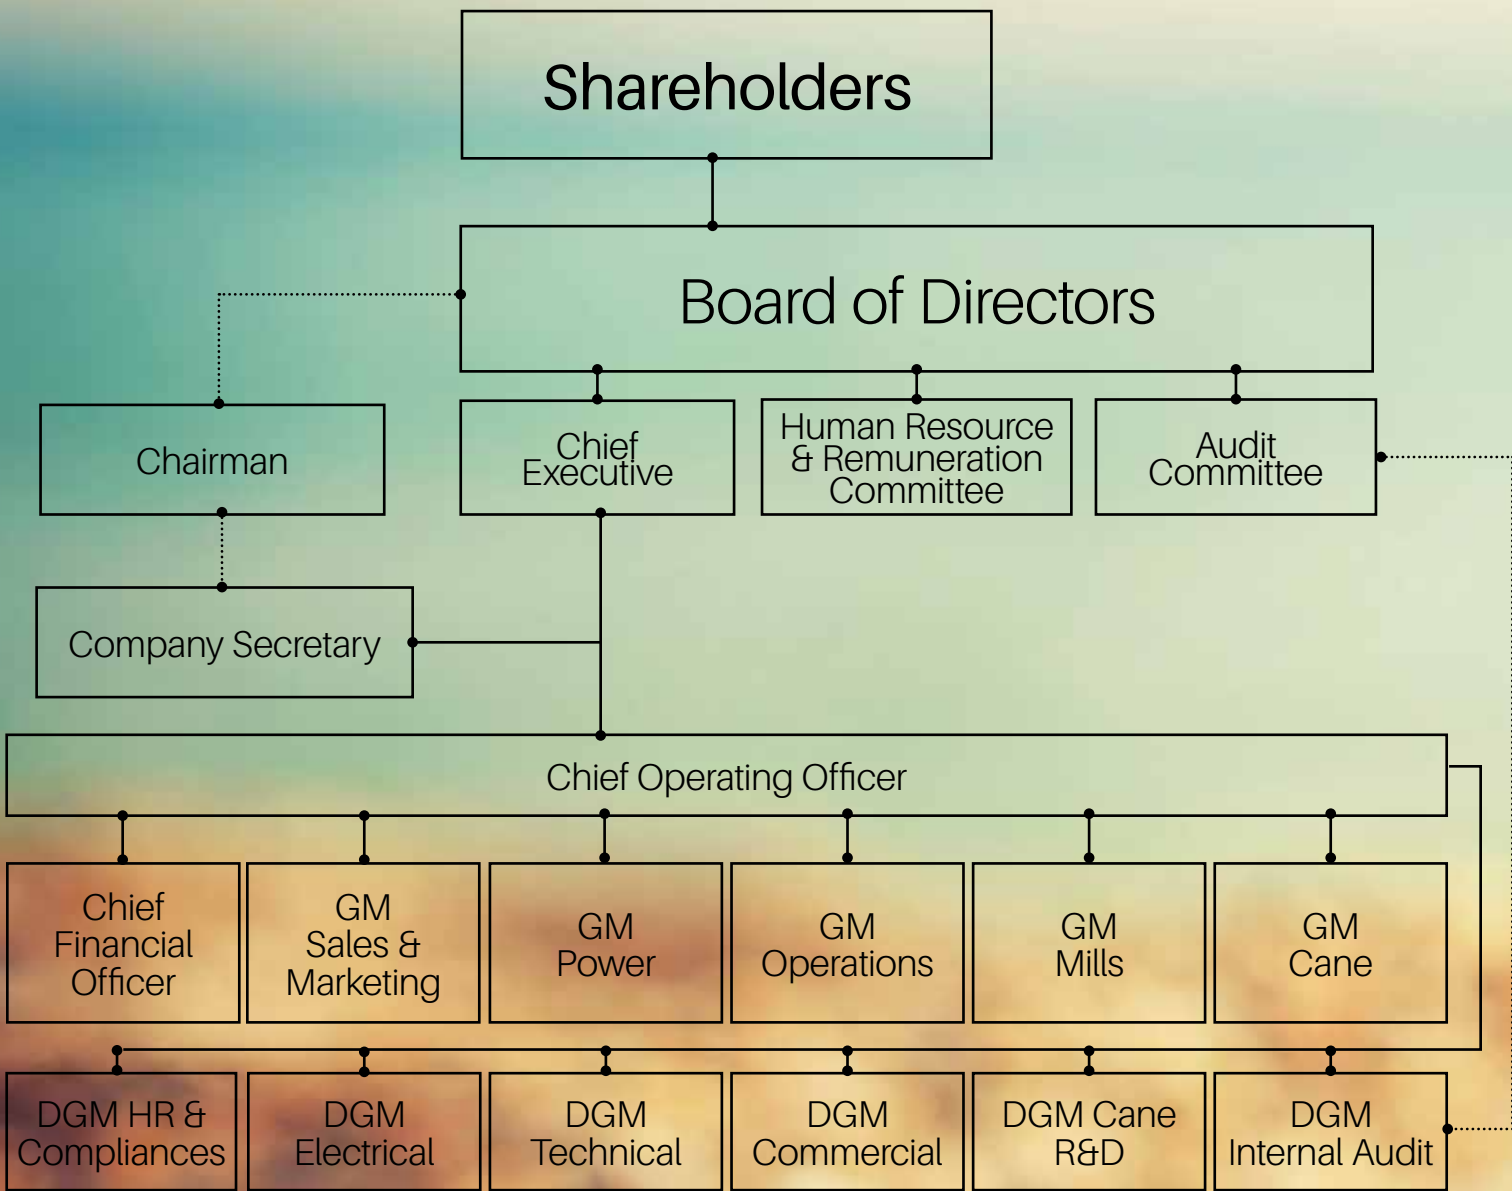 Shareholders
Board of Directors
Chairman
Chief
Executive
Human Resource
& Remuneration
Committee
Audit
Committee
Company Secretary
Chief Operating Officer
Chief
Financial
Officer
GM
Sales &
Marketing
GM
Power
GM
Operations
GM
Mills
GM
Cane
DGM HR &
Compliances
DGM
Electrical
DGM
Technical
DGM
Commercial
DGM Cane
R&D
DGM
Internal Audit